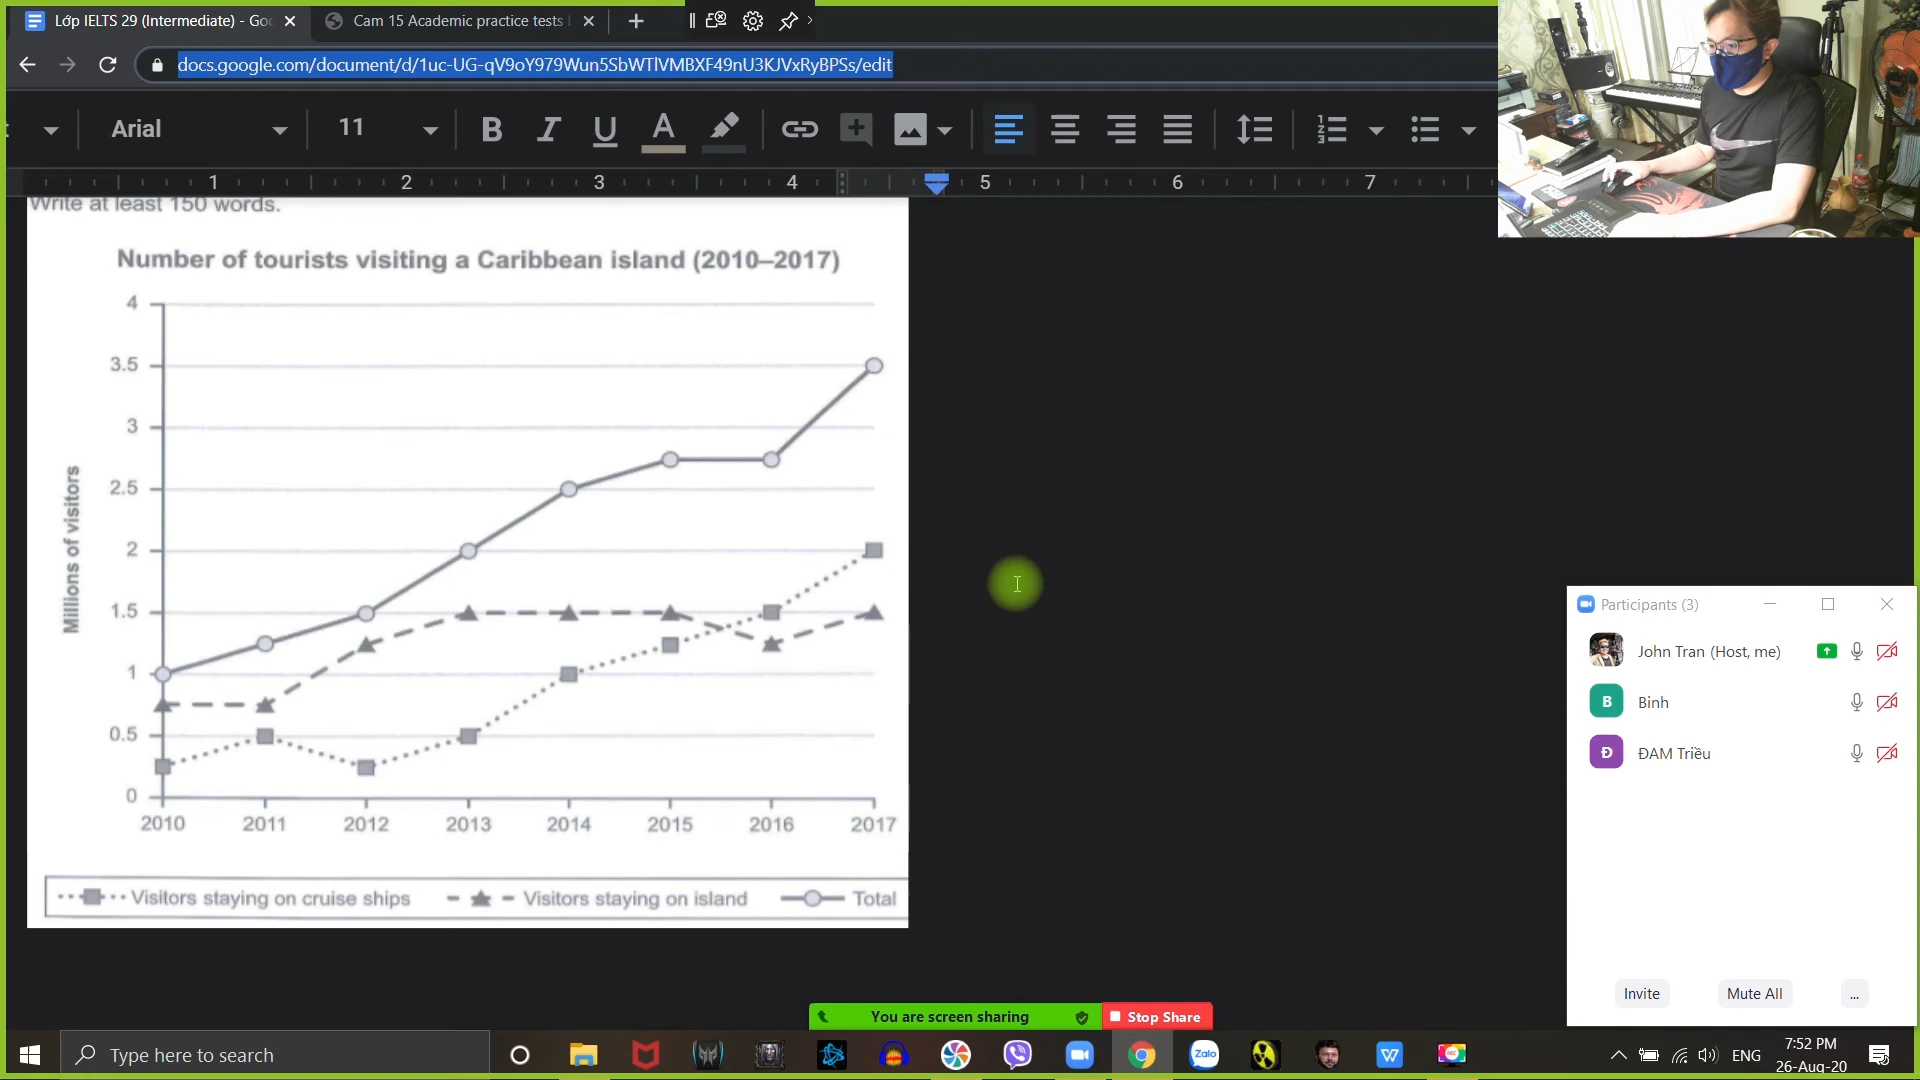 Lớp IELTS 29 (Intermediate) - Goo
Cam 15 Academic practice tests
docs.google.com/document/d/1uc-UG-qV9oY979Wun5SbWTlVMBXF49nU3KJVxRyBPSs/edit
Arial
11
B I U A
1 2 3 4 5 6 7
Write at least 150 words.
Number of tourists visiting a Caribbean island (2010–2017)
Millions of visitors
4
3.5
3
2.5
2
1.5
1
0.5
0
2010 2011 2012 2013 2014 2015 2016 2017
Visitors staying on cruise ships Visitors staying on island Total
Participants (3)
John Tran (Host, me)
B Binh
Đ ĐAM Triều
Invite Mute All ...
You are screen sharing Stop Share
Type here to search
Zalo
ENG
7:52 PM
26-Aug-20